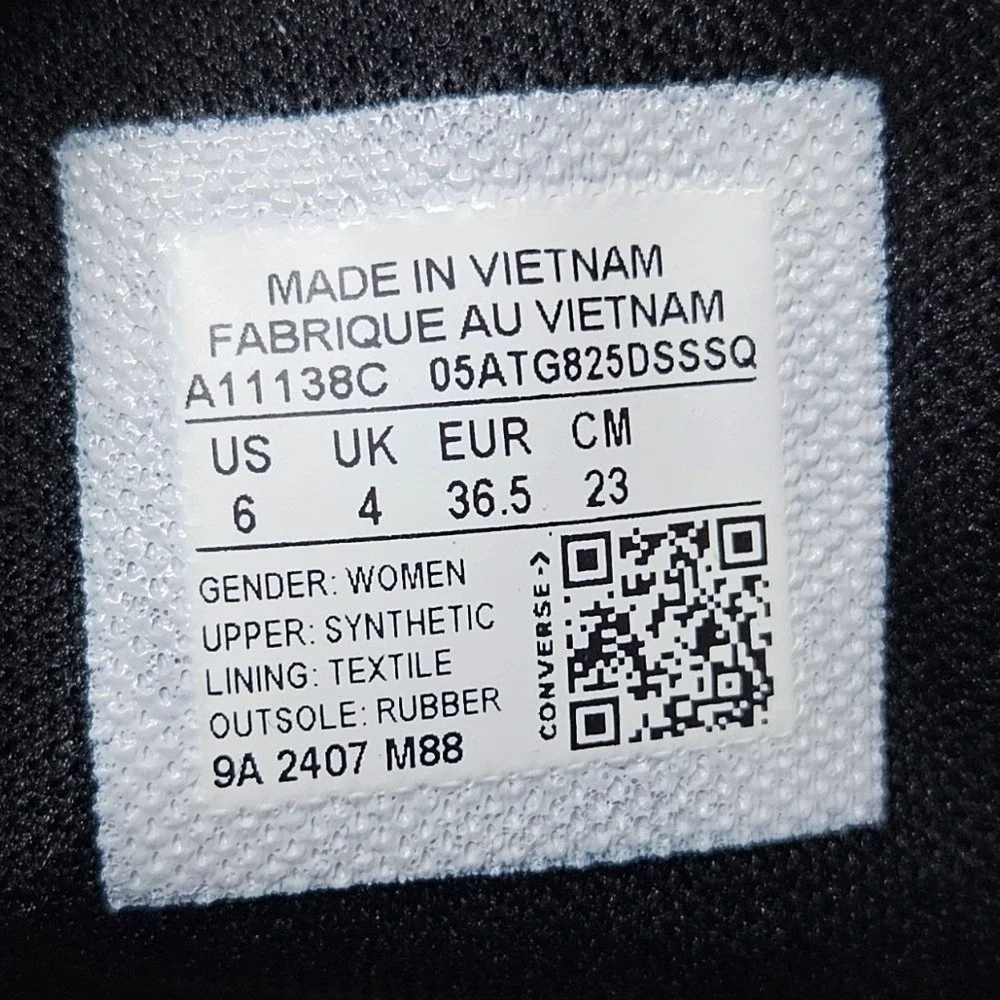 MADE IN VIETNAM
FABRIQUE AU VIETNAM
A11138C 05ATG825DSSSQ
US UK EUR CM
6 4 36.5 23
GENDER: WOMEN
UPPER: SYNTHETIC
LINING: TEXTILE
OUTSOLE: RUBBER
9A 2407 M88
CONVERSE->